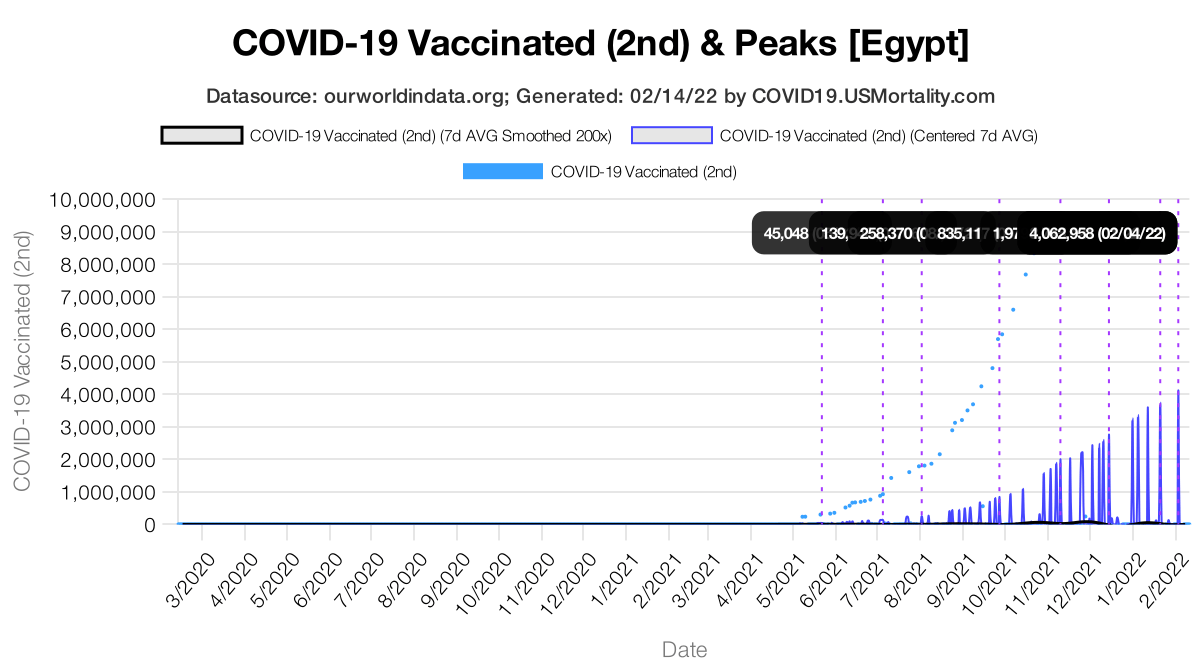 COVID-19 Vaccinated (2nd) & Peaks [Egypt]
Datasource: ourworldindata.org; Generated: 02/14/22 by COVID19.USMortality.com
COVID-19 Vaccinated (2nd) (7d AVG Smoothed 200x) COVID-19 Vaccinated (2nd) (Centered 7d AVG)
COVID-19 Vaccinated (2nd)
10,000,000
9,000,000
8,000,000
7,000,000
6,000,000
5,000,000
4,000,000
3,000,000
2,000,000
1,000,000
0
COVID-19 Vaccinated (2nd)
45,048 258,370 835,117 4,062,958 (02/04/22)
3/2020 4/2020 5/2020 6/2020 7/2020 8/2020 9/2020 10/2020 11/2020 12/2020 1/2021 2/2021 3/2021 4/2021 5/2021 6/2021 7/2021 8/2021 9/2021 10/2021 11/2021 12/2021 1/2022 2/2022
Date